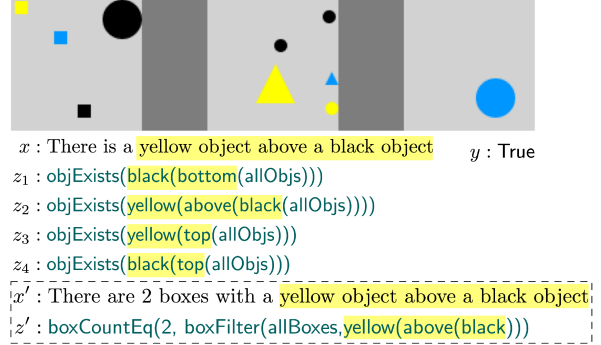 x : There is a yellow object above a black object
y : True
z₁ : objExists(black(bottom(allObjs)))
z₂ : objExists(yellow(above(black(allObjs))))
z₃ : objExists(yellow(top(allObjs)))
z₄ : objExists(black(top(allObjs)))
x′ : There are 2 boxes with a yellow object above a black object
z′ : boxCountEq(2, boxFilter(allBoxes,yellow(above(black)))